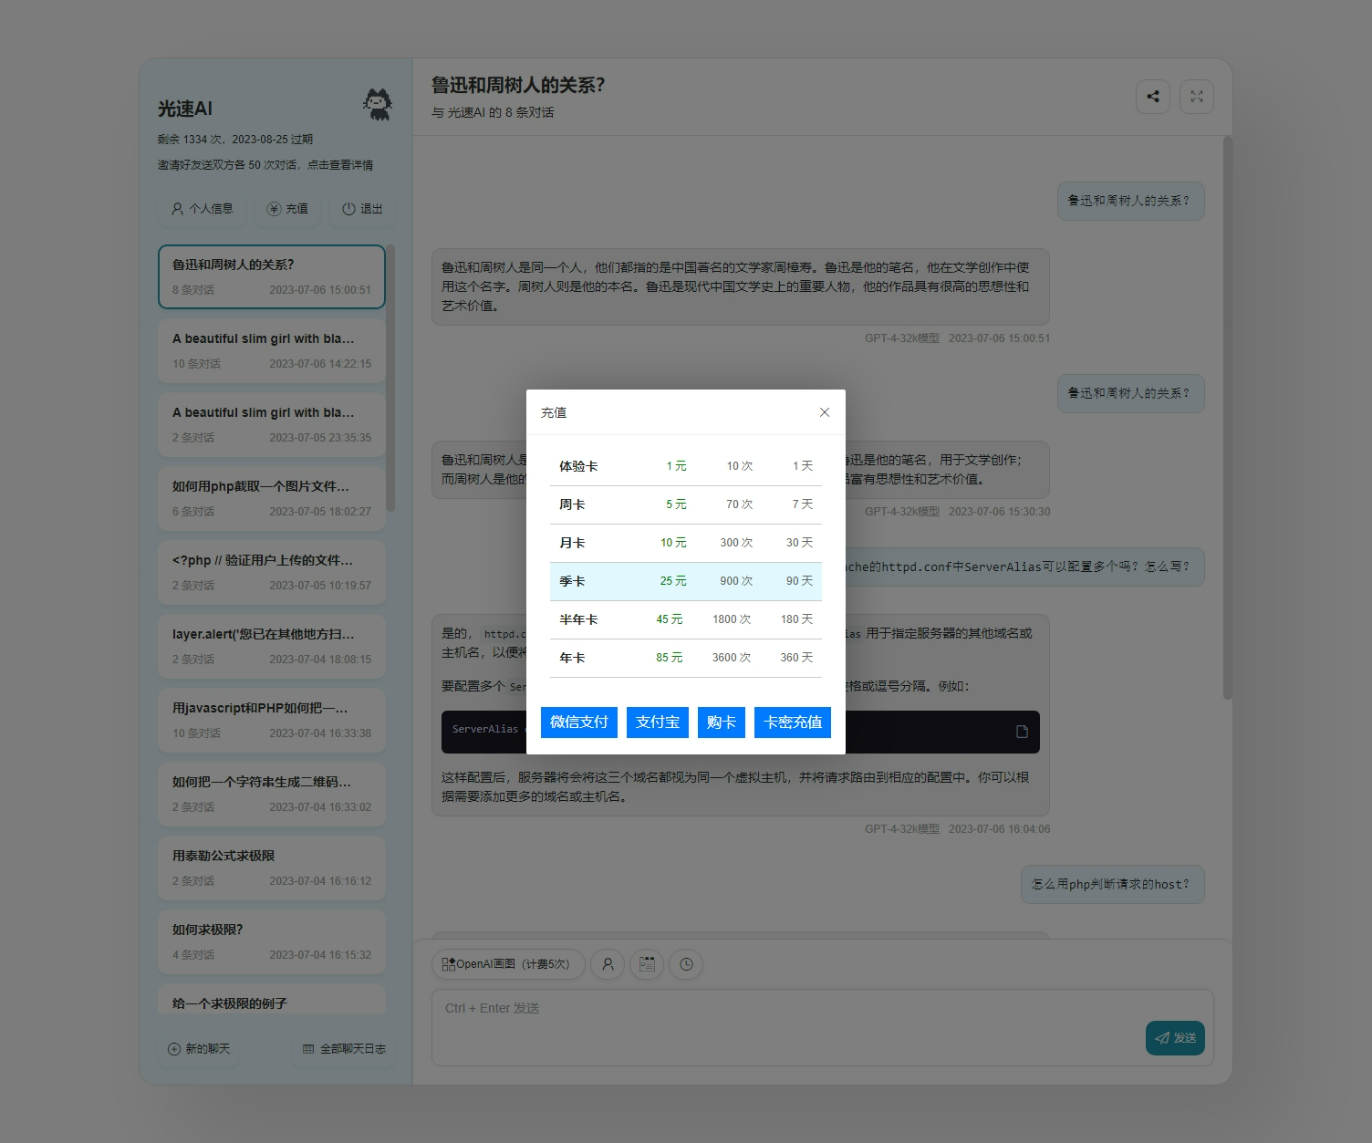 光速AI
剩余 1334 次，2023-08-25 过期
邀请好友送双方各 50 次对话，点击查看详情
个人信息 充值 退出
鲁迅和周树人的关系？
8 条对话 2023-07-06 15:00:51
A beautiful slim girl with bla...
10 条对话 2023-07-06 14:22:15
A beautiful slim girl with bla...
2 条对话 2023-07-05 23:35:35
如何用php截取一个图片文件...
6 条对话 2023-07-05 18:02:27
<?php // 验证用户上传的文件...
2 条对话 2023-07-05 10:19:57
layer.alert('您已在其他地方扫...
2 条对话 2023-07-04 18:08:15
用javascript和PHP如何把一...
10 条对话 2023-07-04 16:33:38
如何把一个字符串生成二维码...
2 条对话 2023-07-04 16:33:02
用泰勒公式求极限
2 条对话 2023-07-04 16:16:12
如何求极限？
4 条对话 2023-07-04 16:15:32
给一个求极限的例子
新的聊天 全部聊天日志
鲁迅和周树人的关系？
与 光速AI 的 8 条对话
鲁迅和周树人的关系？
鲁迅和周树人是同一个人，他们都指的是中国著名的文学家周樟寿。鲁迅是他的笔名，他在文学创作中使
用这个名字。周树人则是他的本名。鲁迅是现代中国文学史上的重要人物，他的作品具有很高的思想性和
艺术价值。
GPT-4-32k模型 2023-07-06 15:00:51
鲁迅和周树人的关系？
鲁迅和周树人是 迅是他的笔名，用于文学创作；
而周树人是他的 富有思想性和艺术价值。
GPT-4-32k模型 2023-07-06 15:30:30
che的httpd.conf中ServerAlias可以配置多个吗？怎么写？
是的， httpd.c ias 用于指定服务器的其他域名或
主机名，以便将
要配置多个 Ser 格或逗号分隔。例如：
ServerAlias
这样配置后，服务器将会将这三个域名都视为同一个虚拟主机，并将请求路由到相应的配置中。你可以根
据需要添加更多的域名或主机名。
GPT-4-32k模型 2023-07-06 16:04:06
怎么用php判断请求的host？
OpenAI画图（计费5次）
Ctrl + Enter 发送
发送
充值
体验卡 1 元 10 次 1 天
周卡 5 元 70 次 7 天
月卡 10 元 300 次 30 天
季卡 25 元 900 次 90 天
半年卡 45 元 1800 次 180 天
年卡 85 元 3600 次 360 天
微信支付 支付宝 购卡 卡密充值